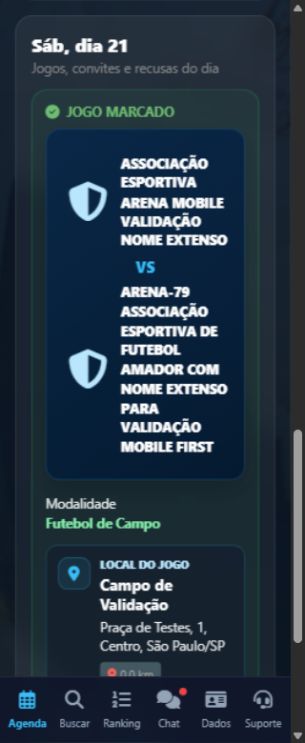 Sáb, dia 21
Jogos, convites e recusas do dia
JOGO MARCADO
ASSOCIAÇÃO
ESPORTIVA
ARENA MOBILE
VALIDAÇÃO
NOME EXTENSO
VS
ARENA-79
ASSOCIAÇÃO
ESPORTIVA DE
FUTEBOL
AMADOR COM
NOME EXTENSO
PARA
VALIDAÇÃO
MOBILE FIRST
Modalidade
Futebol de Campo
LOCAL DO JOGO
Campo de
Validação
Praça de Testes, 1,
Centro, São Paulo/SP
0.0 km
Agenda Buscar Ranking Chat Dados Suporte